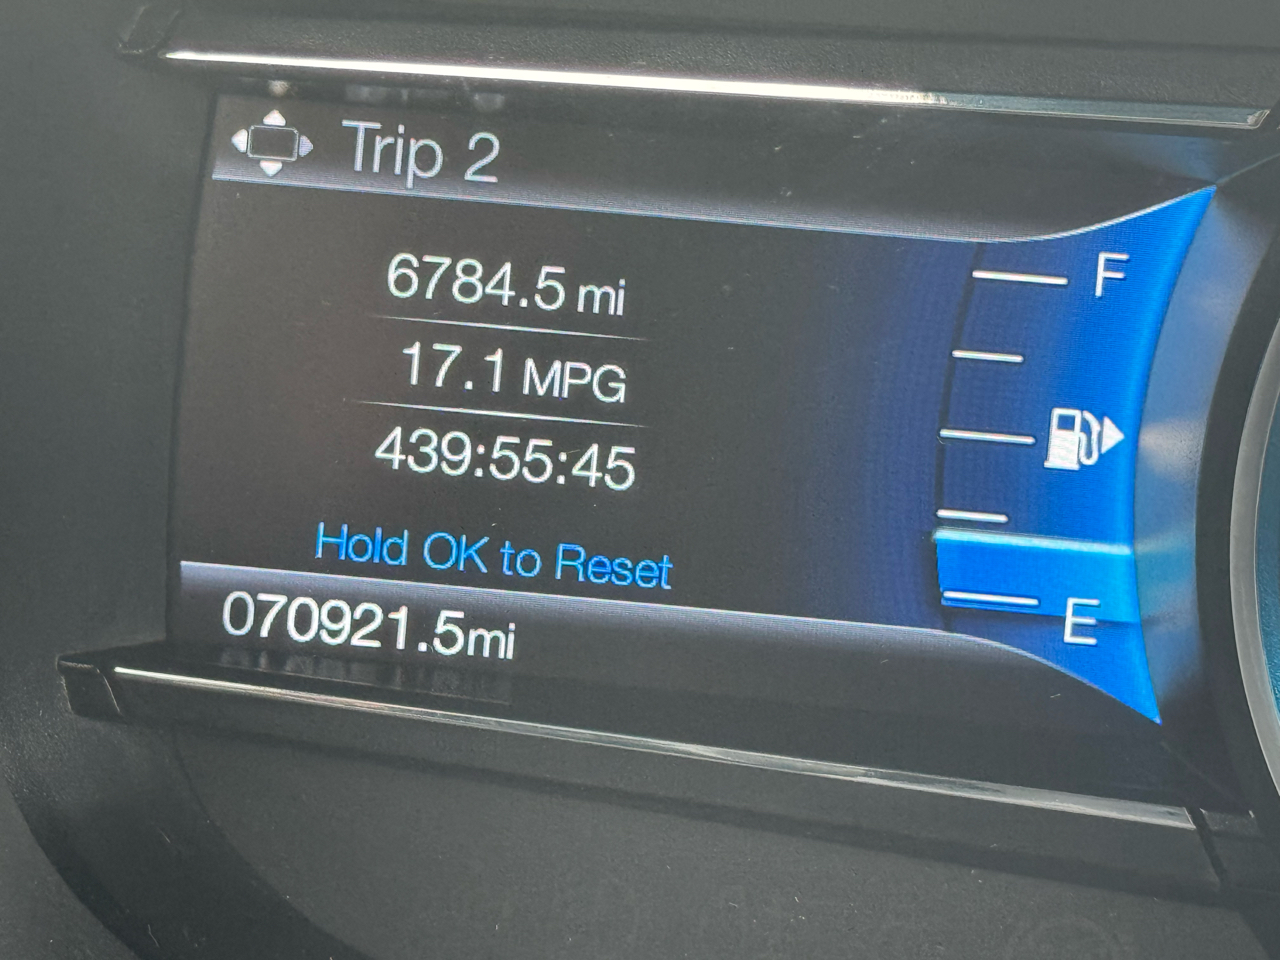 Trip 2
6784.5 mi
17.1 MPG
439:55:45
Hold OK to Reset
070921.5mi
F
E